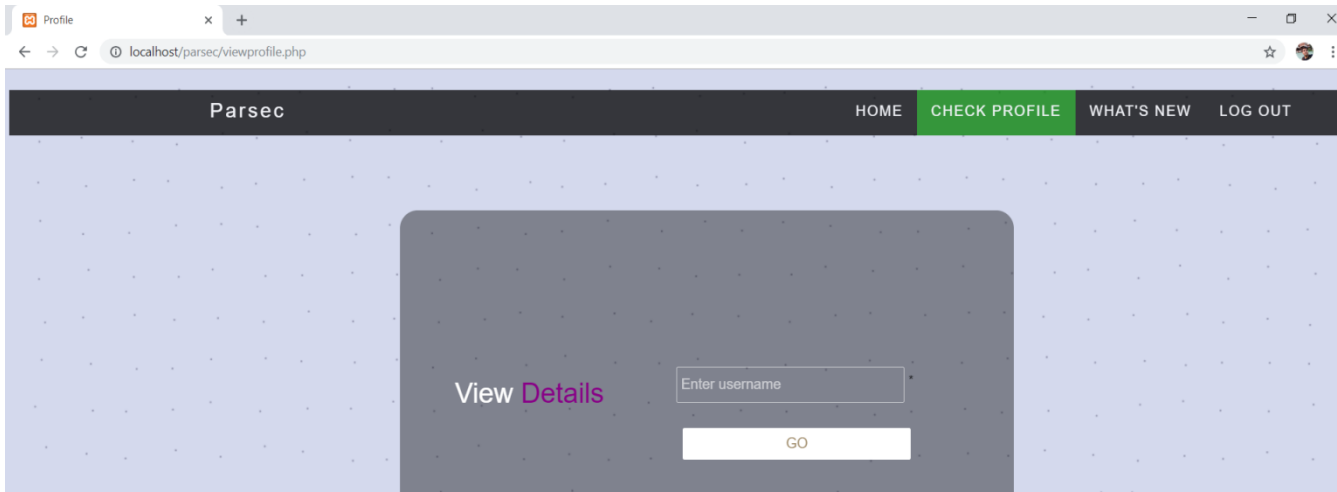 Profile
localhost/parsec/viewprofile.php
Parsec HOME CHECK PROFILE WHAT'S NEW LOG OUT
View Details
Enter username *
GO